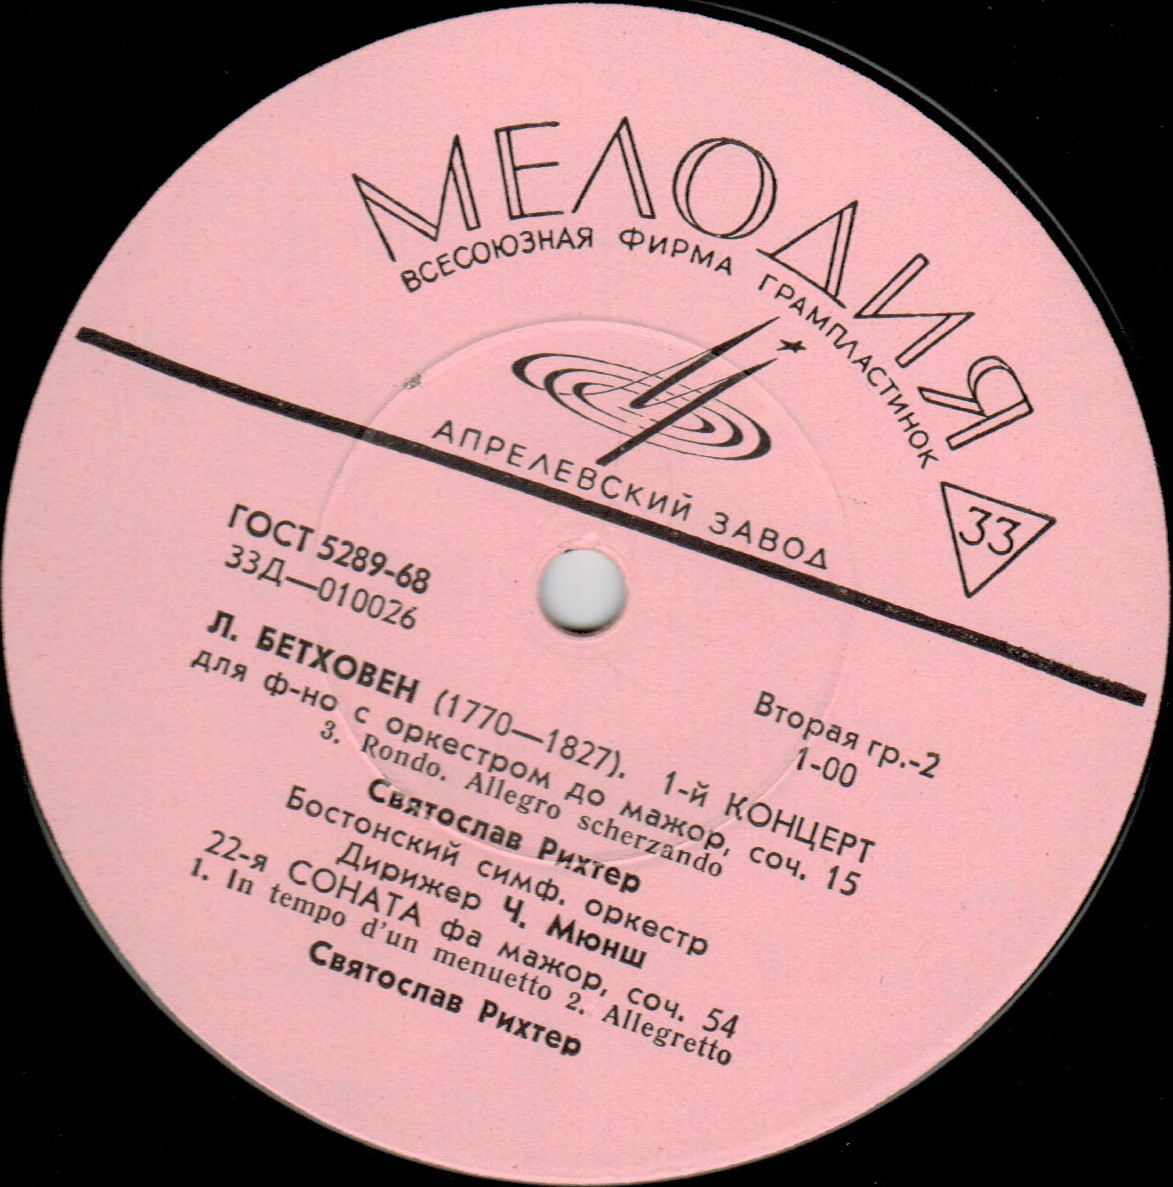 МЕЛОДИЯ
ВСЕСОЮЗНАЯ ФИРМА ГРАМПЛАСТИНОК
АПРЕЛЕВСКИЙ ЗАВОД
33
ГОСТ 5289-68
33Д—010026
Вторая гр.-2
1-00
Л. БЕТХОВЕН (1770—1827). 1-й КОНЦЕРТ
для ф-но с оркестром до мажор, соч. 15
3. Rondo. Allegro scherzando
Святослав Рихтер
Бостонский симф. оркестр
Дирижер Ч. Мюнш
22-я СОНАТА фа мажор, соч. 54
1. In tempo d'un menuetto 2. Allegretto
Святослав Рихтер